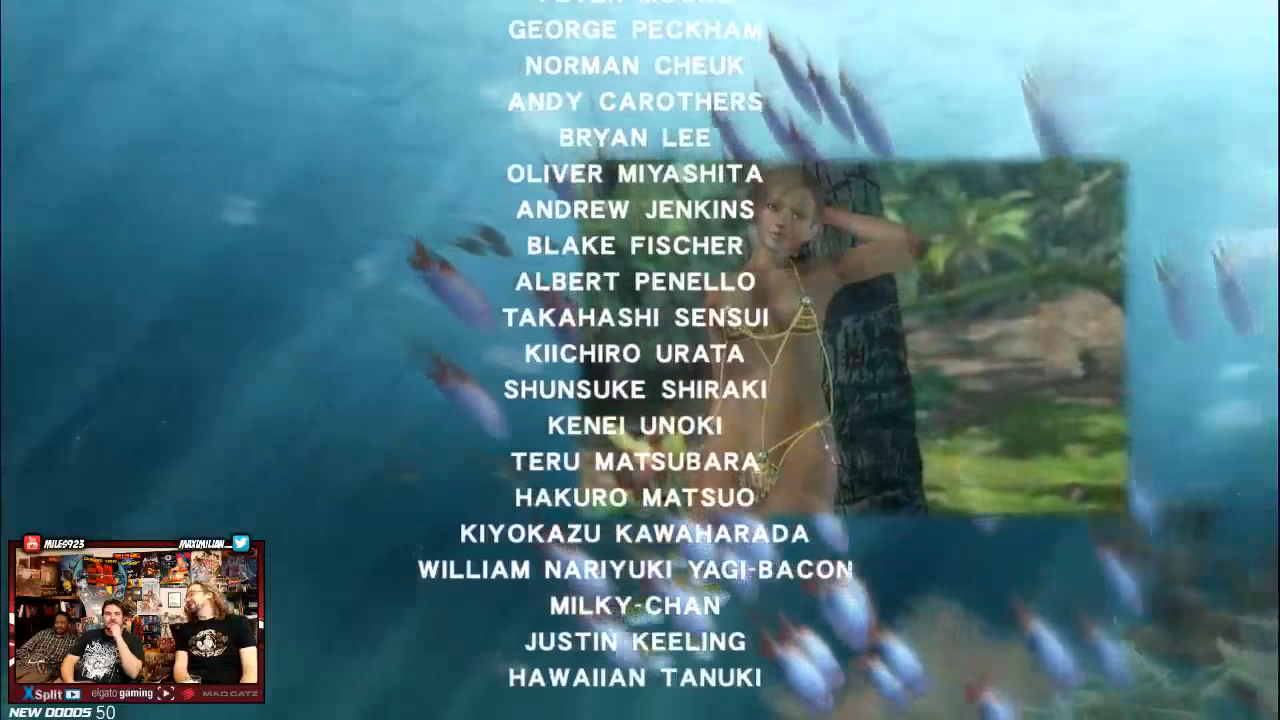 GEORGE PECKHAM
NORMAN CHEUK
ANDY CAROTHERS
BRYAN LEE
OLIVER MIYASHITA
ANDREW JENKINS
BLAKE FISCHER
ALBERT PENELLO
TAKAHASHI SENSUI
KIICHIRO URATA
SHUNSUKE SHIRAKI
KENEI UNOKI
TERU MATSUBARA
HAKURO MATSUO
KIYOKAZU KAWAHARADA
WILLIAM NARIYUKI YAGI-BACON
MILKY-CHAN
JUSTIN KEELING
HAWAIIAN TANUKI
MILES923 MAXIMILIAN_
XSplit elgato gaming MAD CATZ
NEW DOODS 50